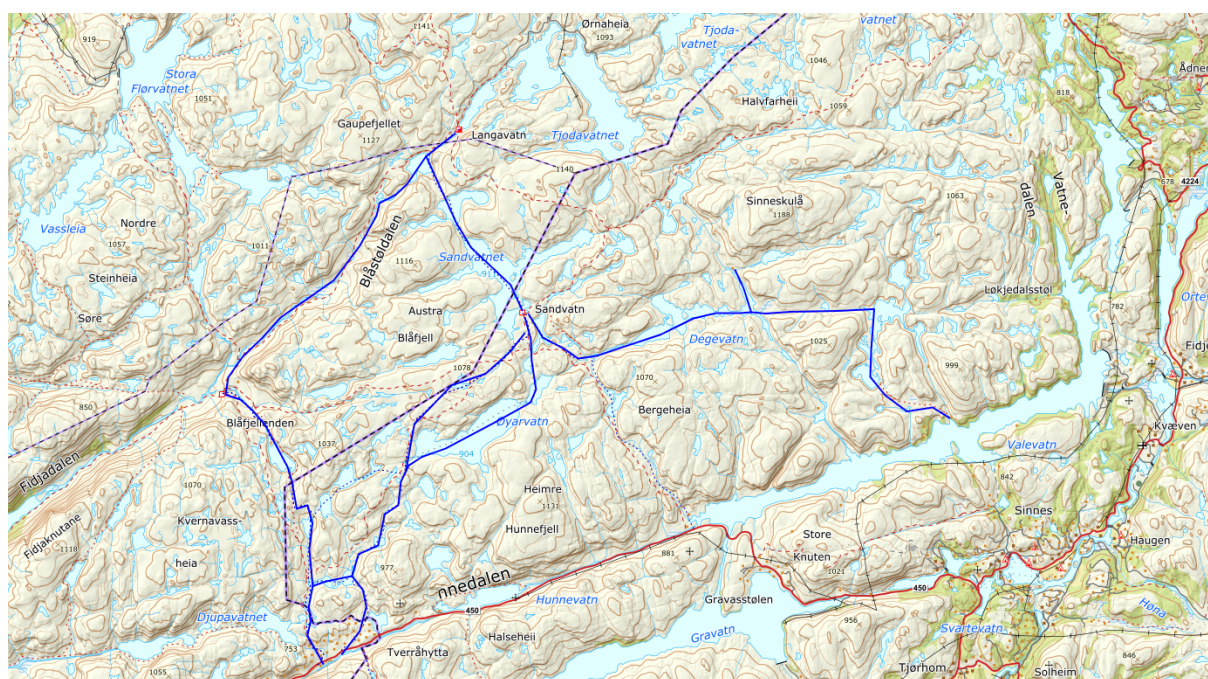 919
1141
Ørnaheia
1093
Tjoda-
vatnet
vatnet
Stora
Flørvatnet
1051
1046
818
Ådner
Gaupefjellet
1127
Langavatn
Tjodavatnet
Halvfarheii
1059
1140
678
4224
Vassleia
Nordre
1057
Steinheia
1011
Blåstøldalen
1116
Sandvatnet
911
Sinneskulå
1188
1063
Vatne-
dalen
Søre
Austra
Blåfjell
Sandvatn
Løkjedalsstøl
782
Ortev
Degevatn
1025
Fidje
850
1078
1070
999
Blåfjellenden
Bergeheia
Øyarvatn
Kvæven
Fidjadalen
1037
904
Valevatn
1070
Heimre
1131
842
Fidjaknutane
Kvernavass-
Hunnefjell
Sinnes
1118
heia
977
881
Store
Knuten
1021
Haugen
nnedalen
450
Hunnevatn
450
Gravasstølen
Djupavatnet
956
Høna
753
Halseheii
Gravatn
Svartevatn
Tverråhytta
846
1055
Tjørhom
Solheim